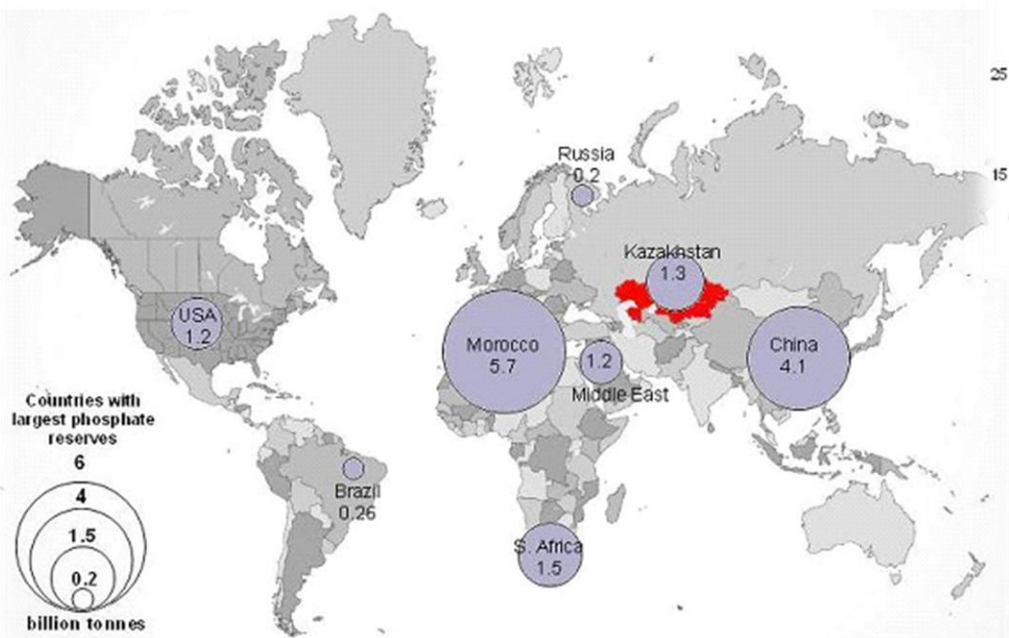 25
15
Russia
0.2
Kazakhstan
1.3
USA
1.2
Morocco
5.7
1.2
Middle East
China
4.1
Countries with
largest phosphate
reserves
6
4
1.5
0.2
billion tonnes
Brazil
0.26
S. Africa
1.5